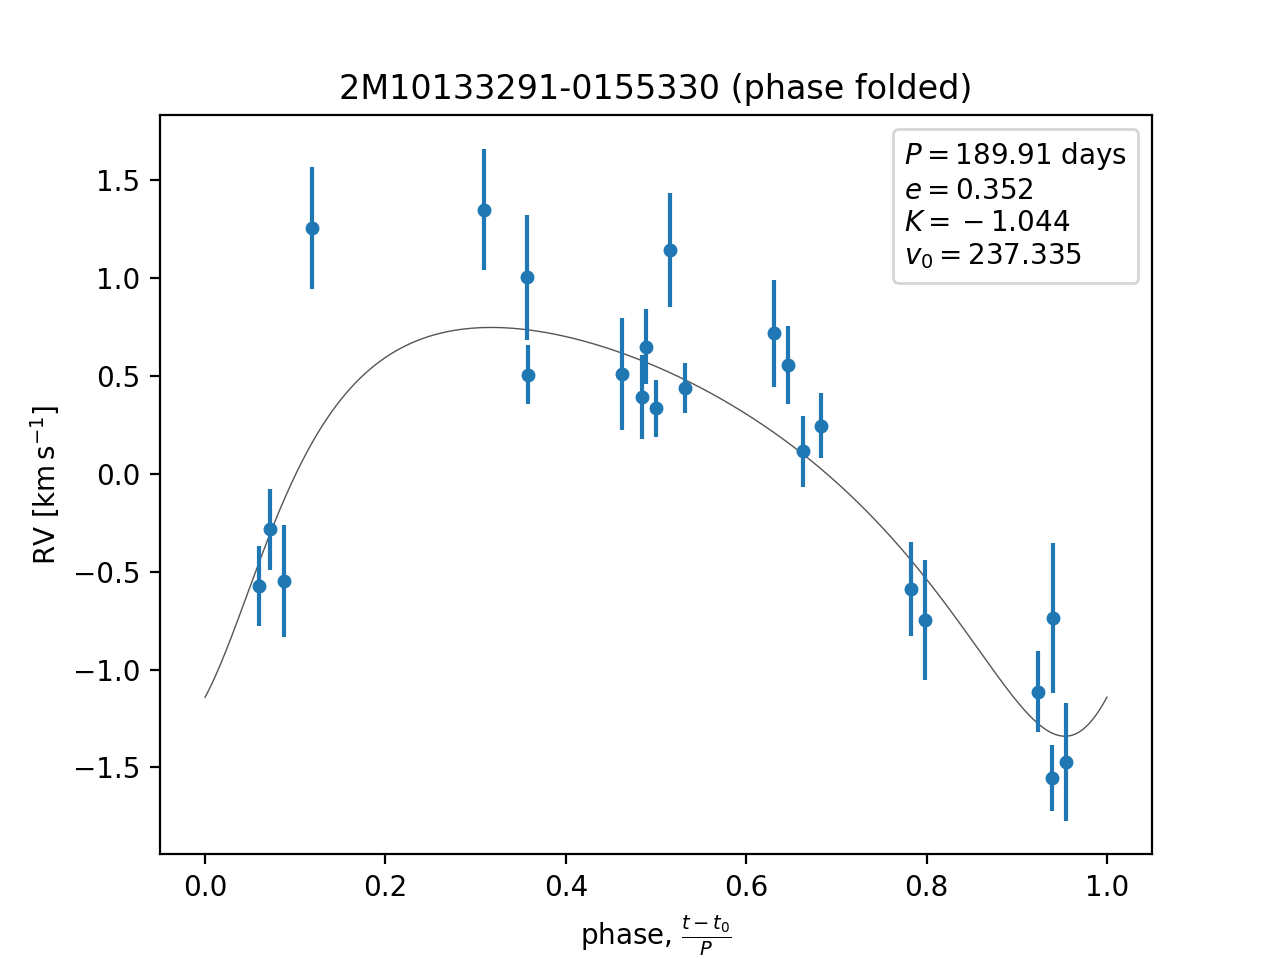 2M10133291-0155330 (phase folded)
P = 189.91 days
e = 0.352
K = −1.044
v₀ = 237.335
1.5
1.0
0.5
0.0
−0.5
−1.0
−1.5
RV [km s⁻¹]
0.0 0.2 0.4 0.6 0.8 1.0
phase, (t − t₀)/P